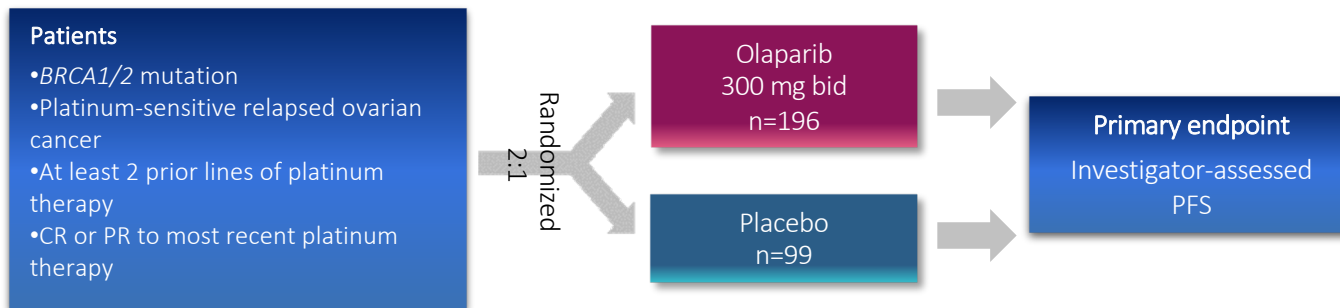 Patients
•BRCA1/2 mutation
•Platinum-sensitive relapsed ovarian
cancer
•At least 2 prior lines of platinum
therapy
•CR or PR to most recent platinum
therapy
Randomized
2:1
Olaparib
300 mg bid
n=196
Placebo
n=99
Primary endpoint
Investigator-assessed
PFS